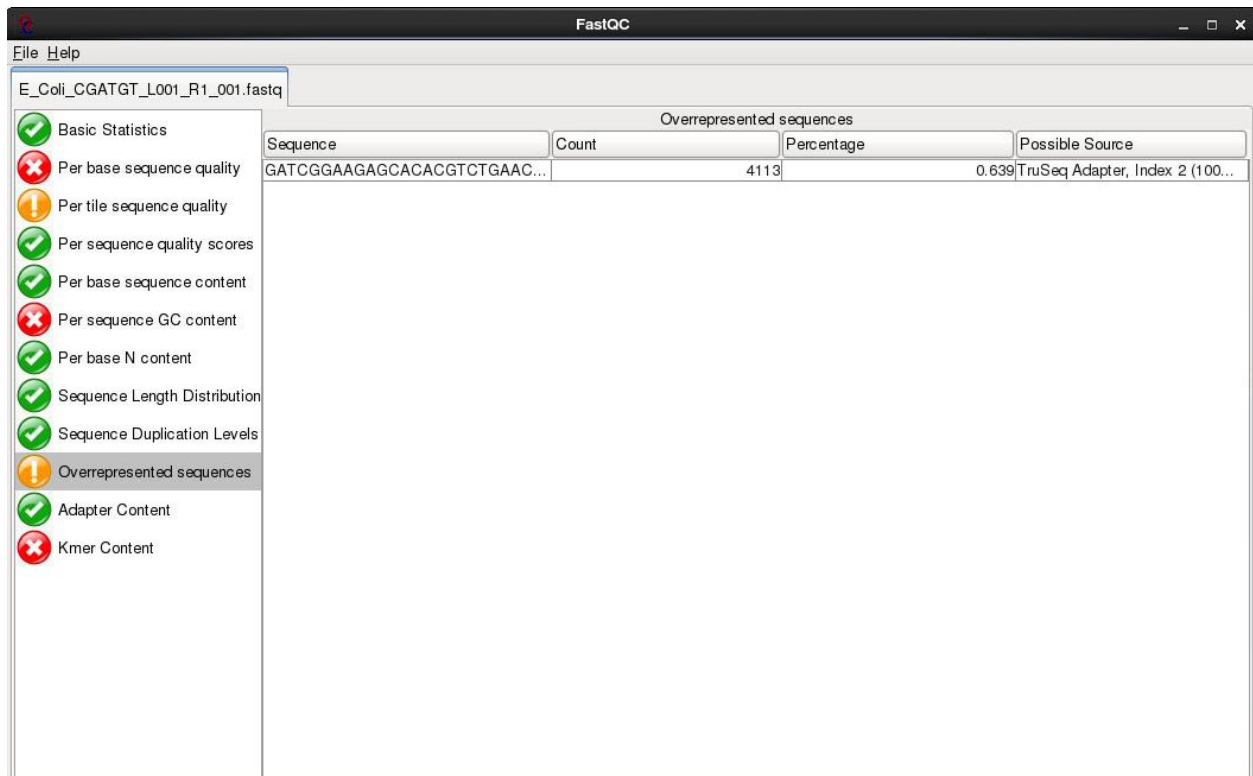 FastQC
File Help
E_Coli_CGATGT_L001_R1_001.fastq
Basic Statistics
Per base sequence quality
Per tile sequence quality
Per sequence quality scores
Per base sequence content
Per sequence GC content
Per base N content
Sequence Length Distribution
Sequence Duplication Levels
Overrepresented sequences
Adapter Content
Kmer Content
Overrepresented sequences
Sequence Count Percentage Possible Source
GATCGGAAGAGCACACGTCTGAAC... 4113 0.639 TruSeq Adapter, Index 2 (100...